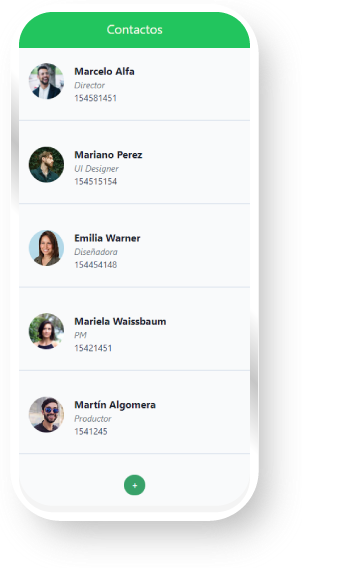 Contactos
Marcelo Alfa
Director
154581451
Mariano Perez
UI Designer
154515154
Emilia Warner
Diseñadora
154454148
Mariela Waissbaum
PM
15421451
Martín Algomera
Productor
1541245
+